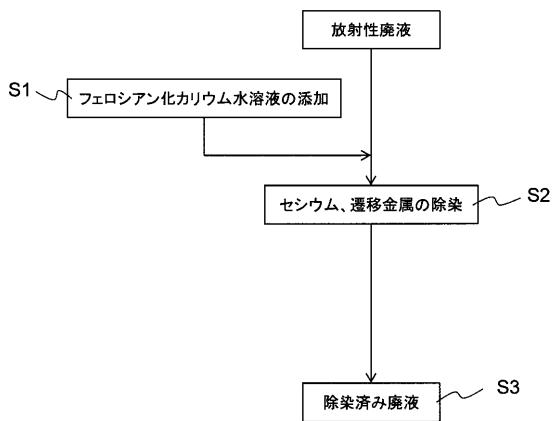 放射性廃液
S1
フェロシアン化カリウム水溶液の添加
セシウム、遷移金属の除染
S2
除染済み廃液
S3